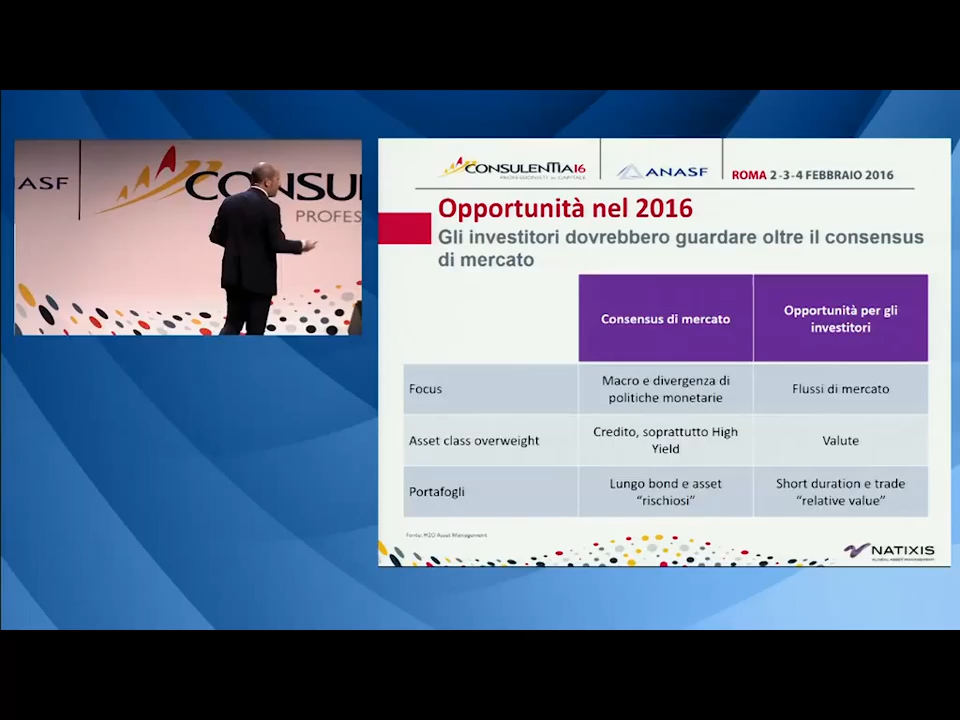 ASF
CONSU
PROFES
CONSULENTIA16
PROFESSIONISTI DI CAPITALE
ANASF
ROMA 2-3-4 FEBBRAIO 2016
Opportunità nel 2016
Gli investitori dovrebbero guardare oltre il consensus
di mercato
Consensus di mercato
Opportunità per gli
investitori
Focus
Macro e divergenza di
politiche monetarie
Flussi di mercato
Asset class overweight
Credito, soprattutto High
Yield
Valute
Portafogli
Lungo bond e asset
“rischiosi”
Short duration e trade
“relative value”
Fonte: H2O Asset Management
NATIXIS
GLOBAL ASSET MANAGEMENT